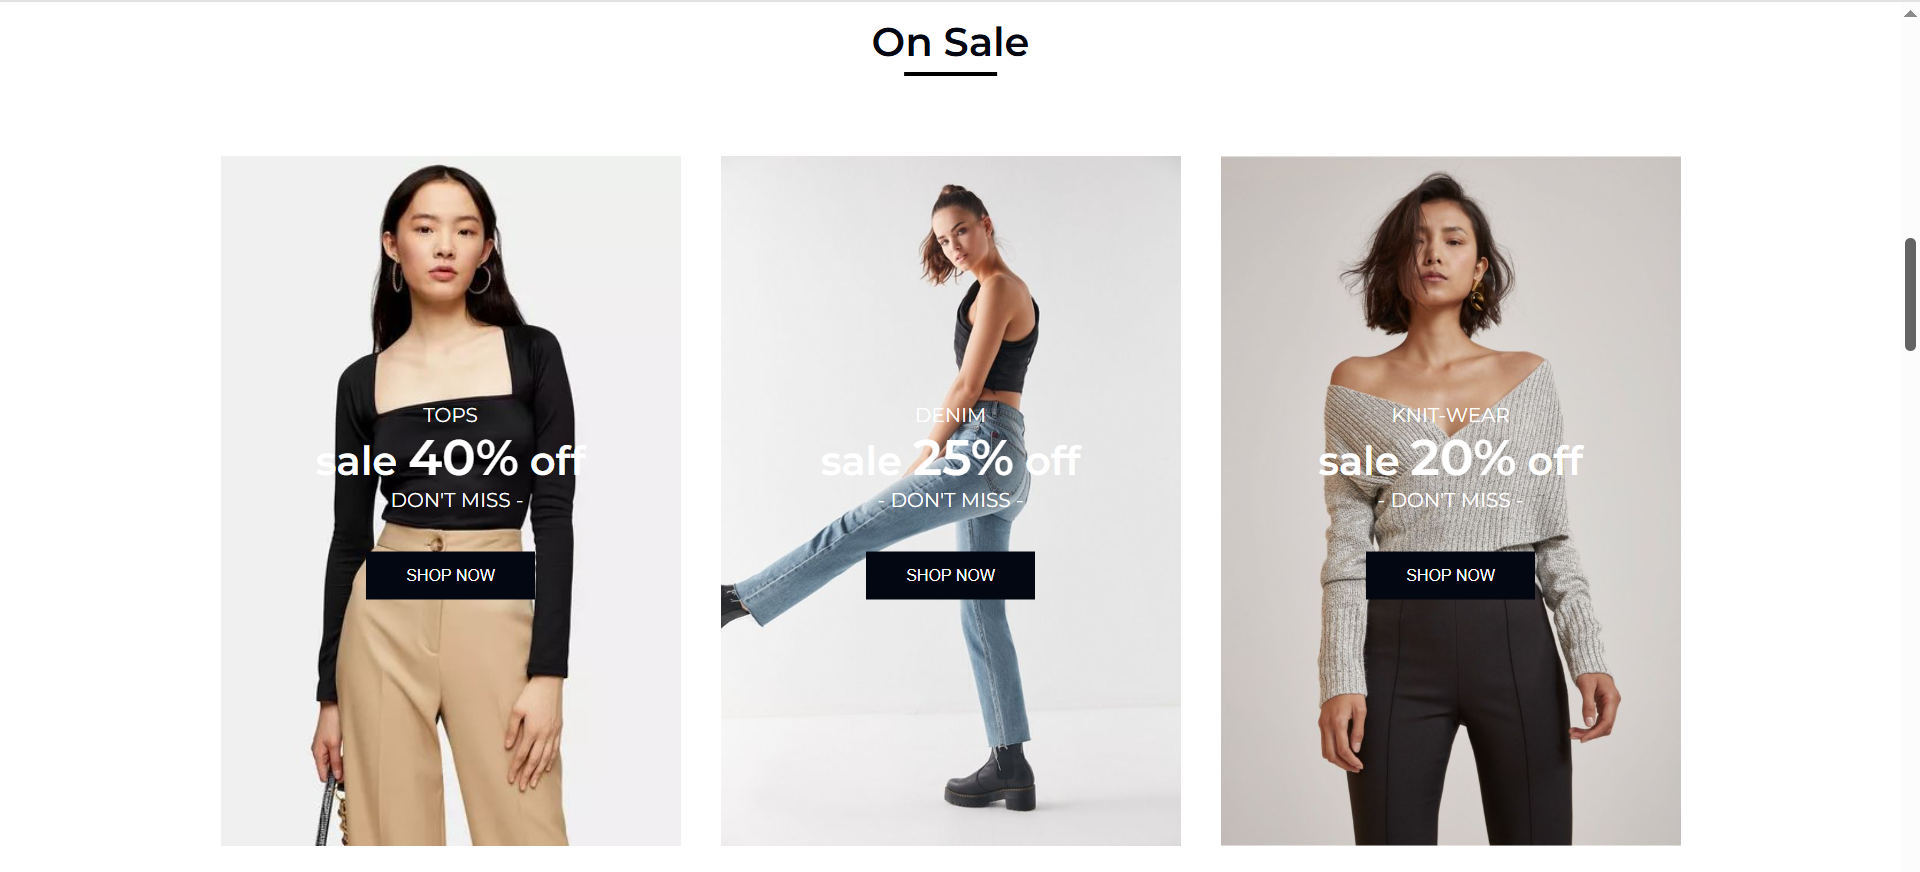 On Sale
TOPS
sale 40% off
DON'T MISS -
SHOP NOW
DENIM
sale 25% off
- DON'T MISS -
SHOP NOW
KNIT-WEAR
sale 20% off
- DON'T MISS -
SHOP NOW